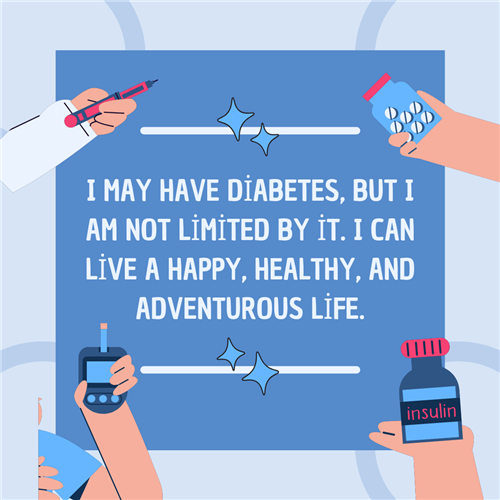 I MAY HAVE DİABETES, BUT I
AM NOT LİMİTED BY İT. I CAN
LİVE A HAPPY, HEALTHY, AND
ADVENTUROUS LİFE.
insulin